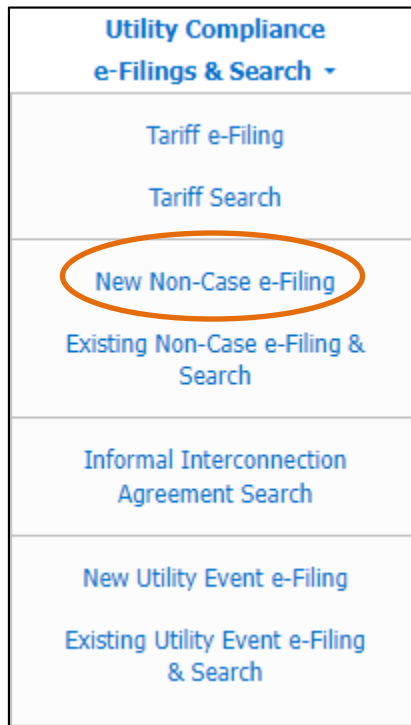 Utility Compliance
e-Filings & Search
Tariff e-Filing
Tariff Search
New Non-Case e-Filing
Existing Non-Case e-Filing &
Search
Informal Interconnection
Agreement Search
New Utility Event e-Filing
Existing Utility Event e-Filing
& Search